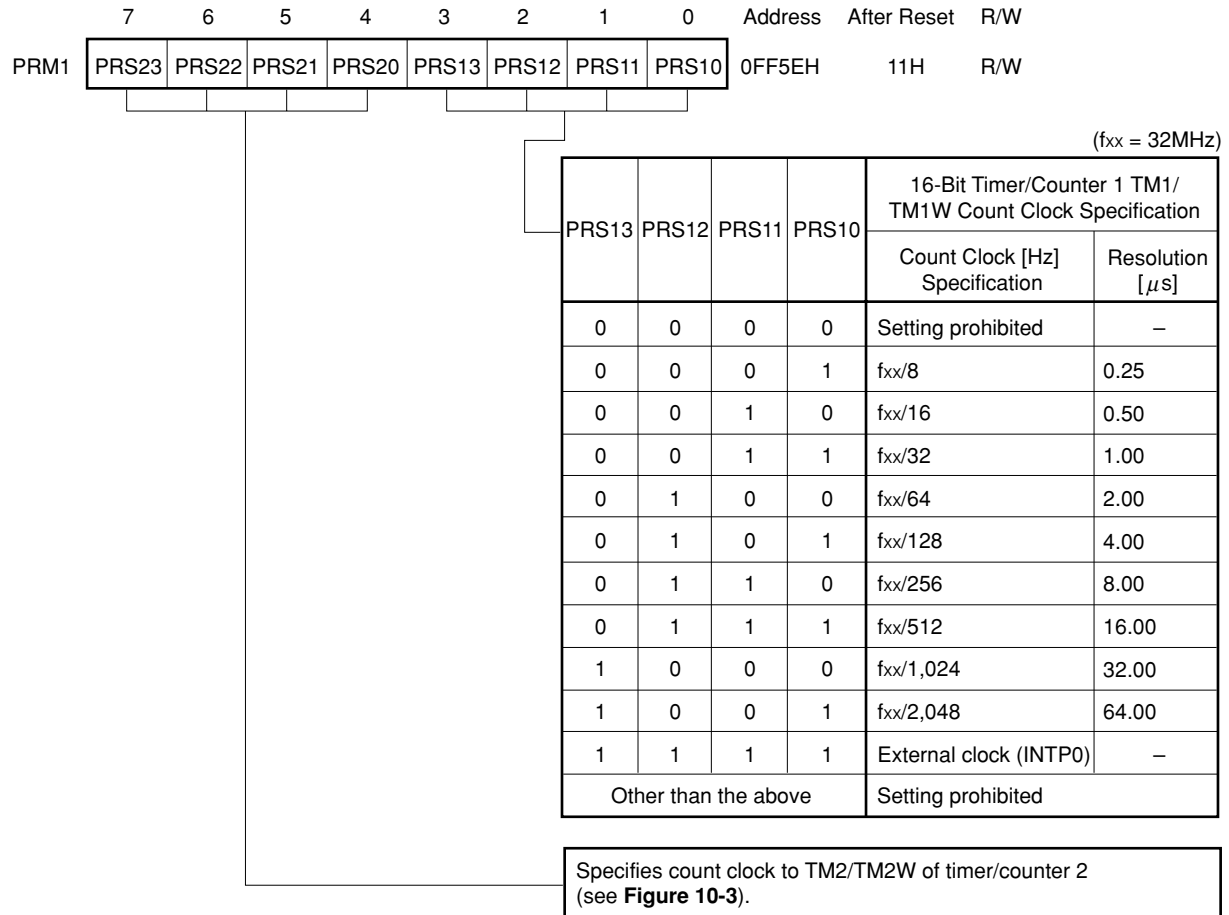 7 6 5 4 3 2 1 0 Address After Reset R/W
PRM1 PRS23 PRS22 PRS21 PRS20 PRS13 PRS12 PRS11 PRS10 0FF5EH 11H R/W
(fxx = 32MHz)
PRS13 PRS12 PRS11 PRS10
16-Bit Timer/Counter 1 TM1/
TM1W Count Clock Specification
Count Clock [Hz]
Specification
Resolution
[μs]
0 0 0 0 Setting prohibited –
0 0 0 1 fxx/8 0.25
0 0 1 0 fxx/16 0.50
0 0 1 1 fxx/32 1.00
0 1 0 0 fxx/64 2.00
0 1 0 1 fxx/128 4.00
0 1 1 0 fxx/256 8.00
0 1 1 1 fxx/512 16.00
1 0 0 0 fxx/1,024 32.00
1 0 0 1 fxx/2,048 64.00
1 1 1 1 External clock (INTP0) –
Other than the above Setting prohibited
Specifies count clock to TM2/TM2W of timer/counter 2
(see Figure 10-3).